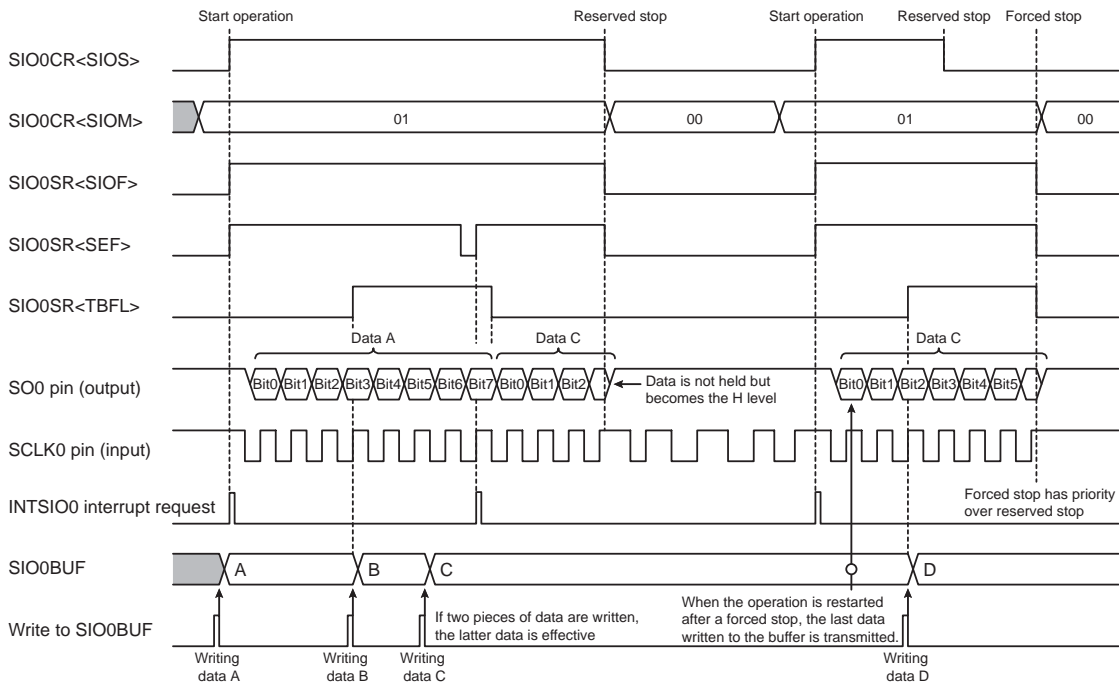 Start operation Reserved stop Start operation Reserved stop Forced stop
SIO0CR<SIOS>
SIO0CR<SIOM> 01 00 01 00
SIO0SR<SIOF>
SIO0SR<SEF>
SIO0SR<TBFL>
Data A Data C Data C
SO0 pin (output) Bit0 Bit1 Bit2 Bit3 Bit4 Bit5 Bit6 Bit7 Bit0 Bit1 Bit2 Data is not held but Bit0 Bit1 Bit2 Bit3 Bit4 Bit5
becomes the H level
SCLK0 pin (input)
INTSIO0 interrupt request Forced stop has priority
over reserved stop
SIO0BUF A B C D
Write to SIO0BUF If two pieces of data are written, When the operation is restarted
the latter data is effective after a forced stop, the last data
written to the buffer is transmitted.
Writing Writing Writing Writing
data A data B data C data D